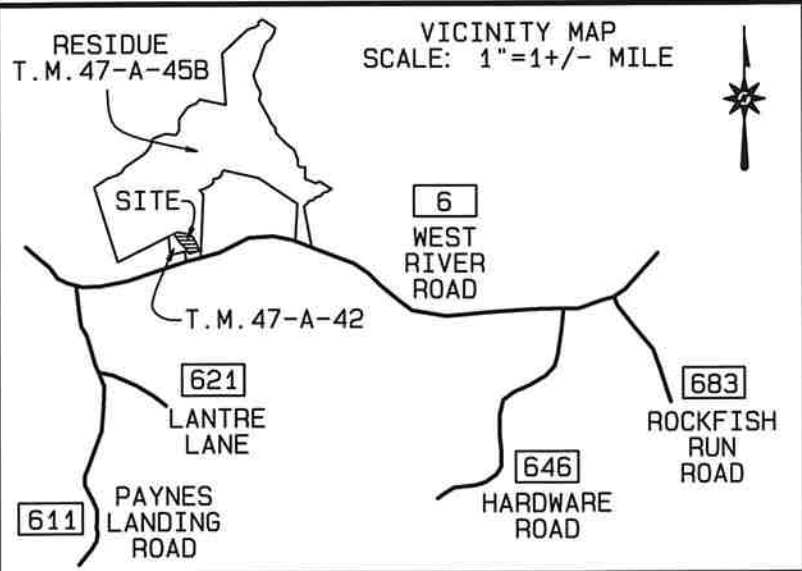 VICINITY MAP
SCALE: 1"=1+/- MILE
RESIDUE
T.M.47-A-45B
SITE
T.M.47-A-42
6
WEST
RIVER
ROAD
621
LANTRE
LANE
683
ROCKFISH
RUN
ROAD
646
HARDWARE
ROAD
611
PAYNES
LANDING
ROAD